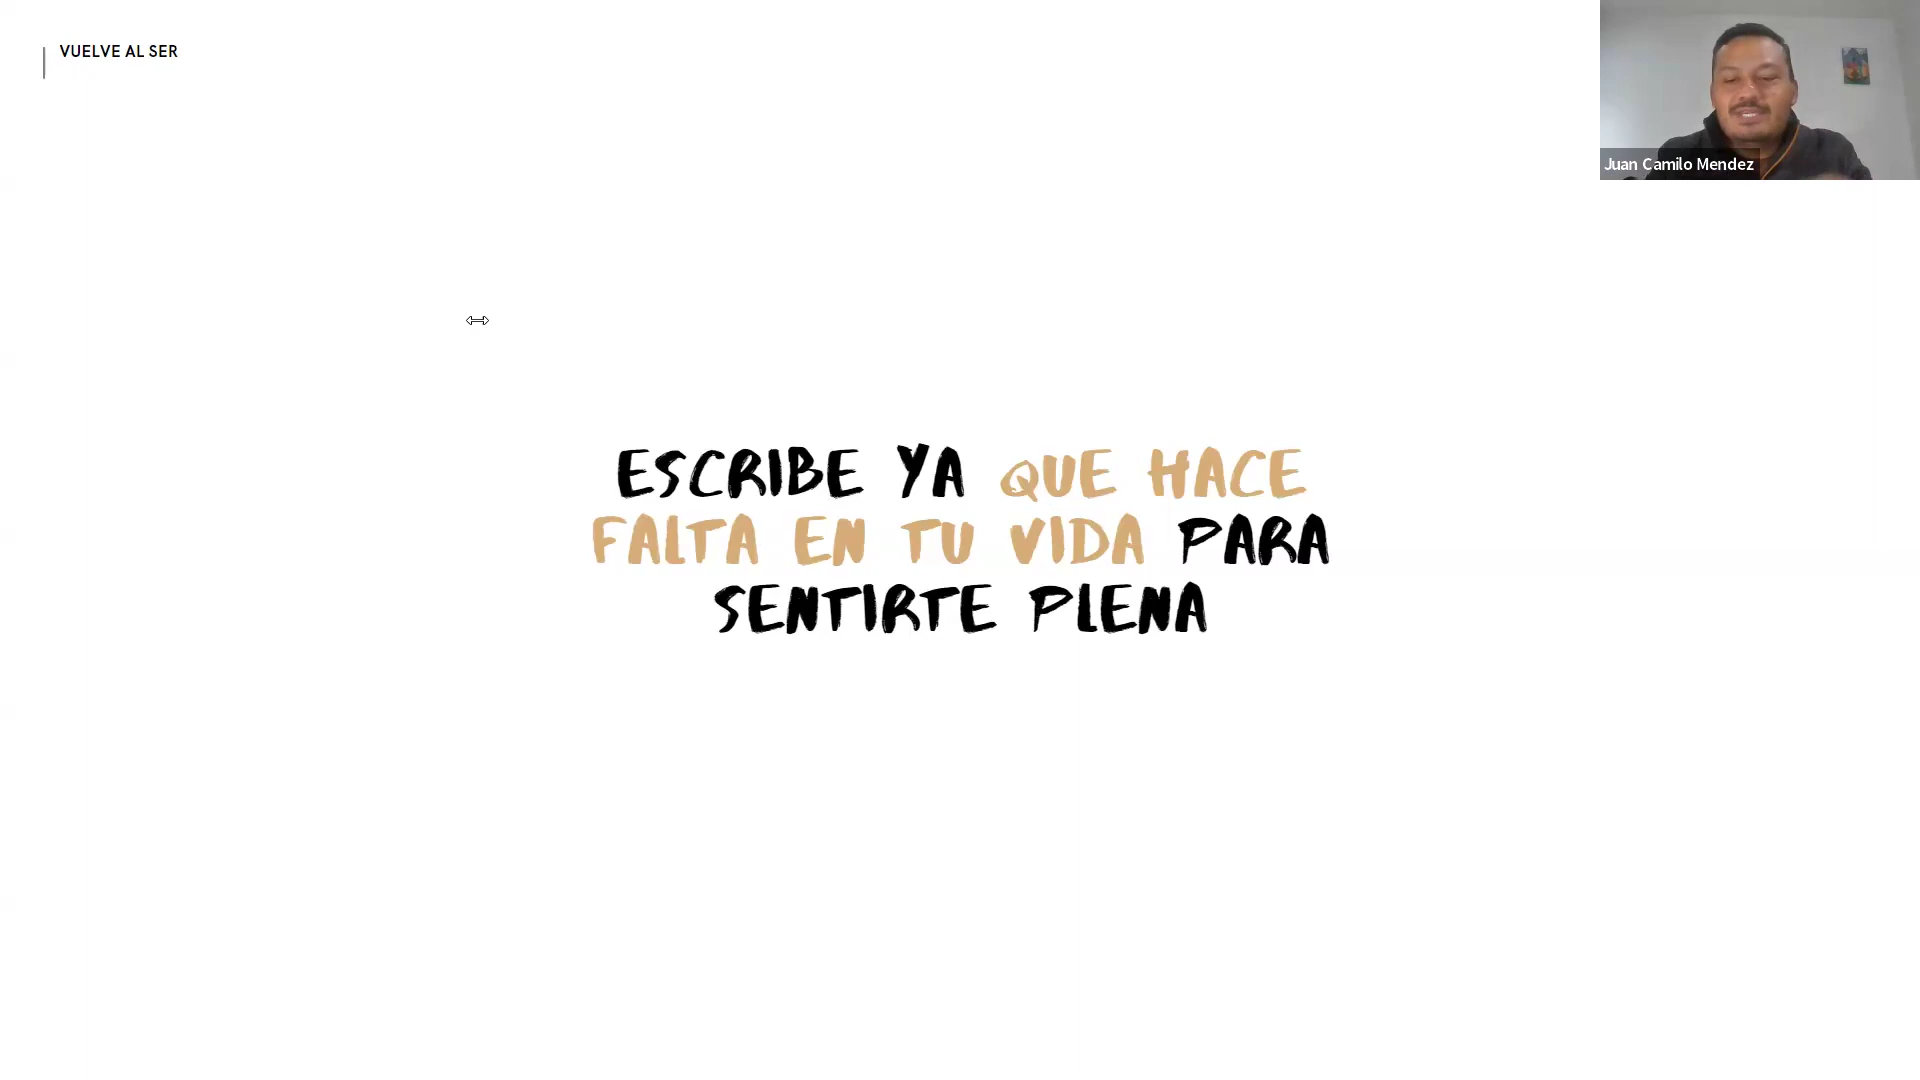 VUELVE AL SER
Juan Camilo Mendez
ESCRIBE YA QUE HACE
FALTA EN TU VIDA PARA
SENTIRTE PLENA